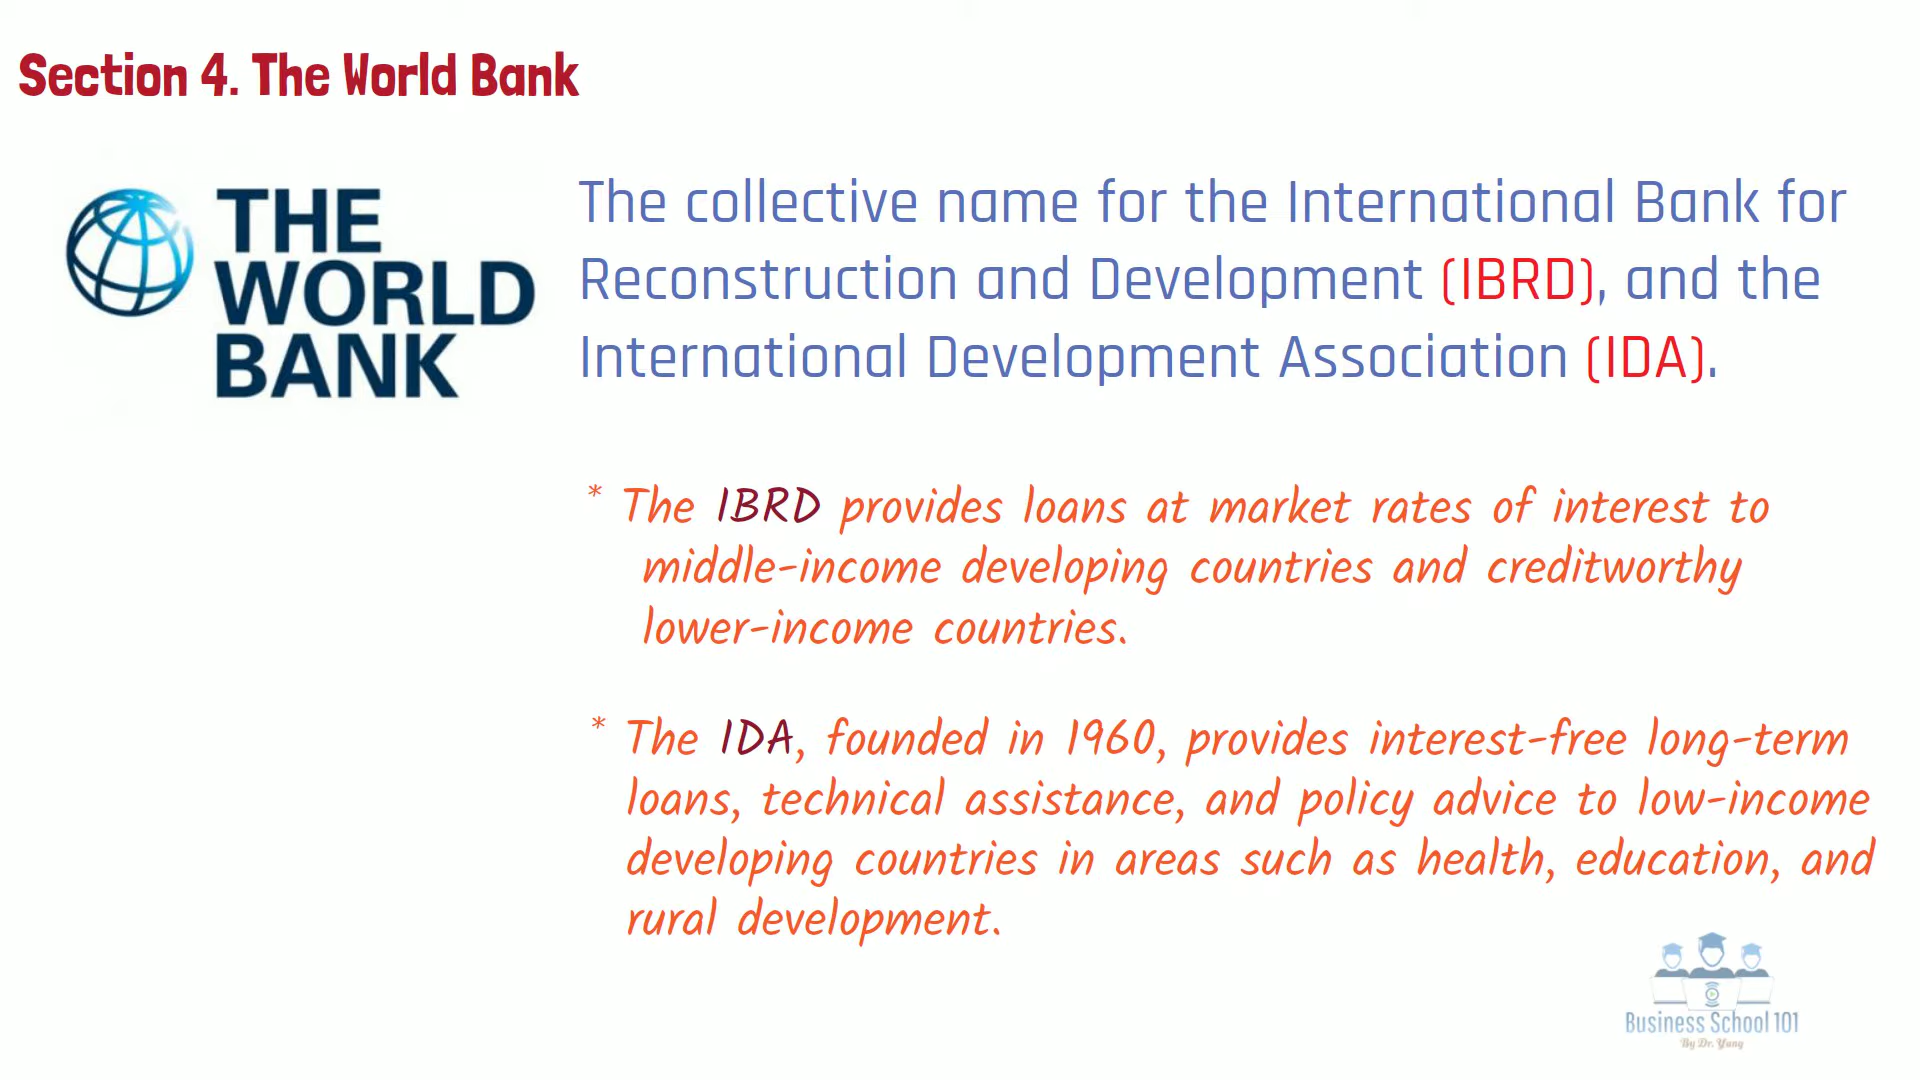 Section 4. The World Bank
THE
WORLD
BANK
The collective name for the International Bank for
Reconstruction and Development (IBRD), and the
International Development Association (IDA).
* The IBRD provides loans at market rates of interest to
middle-income developing countries and creditworthy
lower-income countries.
* The IDA, founded in 1960, provides interest-free long-term
loans, technical assistance, and policy advice to low-income
developing countries in areas such as health, education, and
rural development.
Business School 101
By Dr. Yang